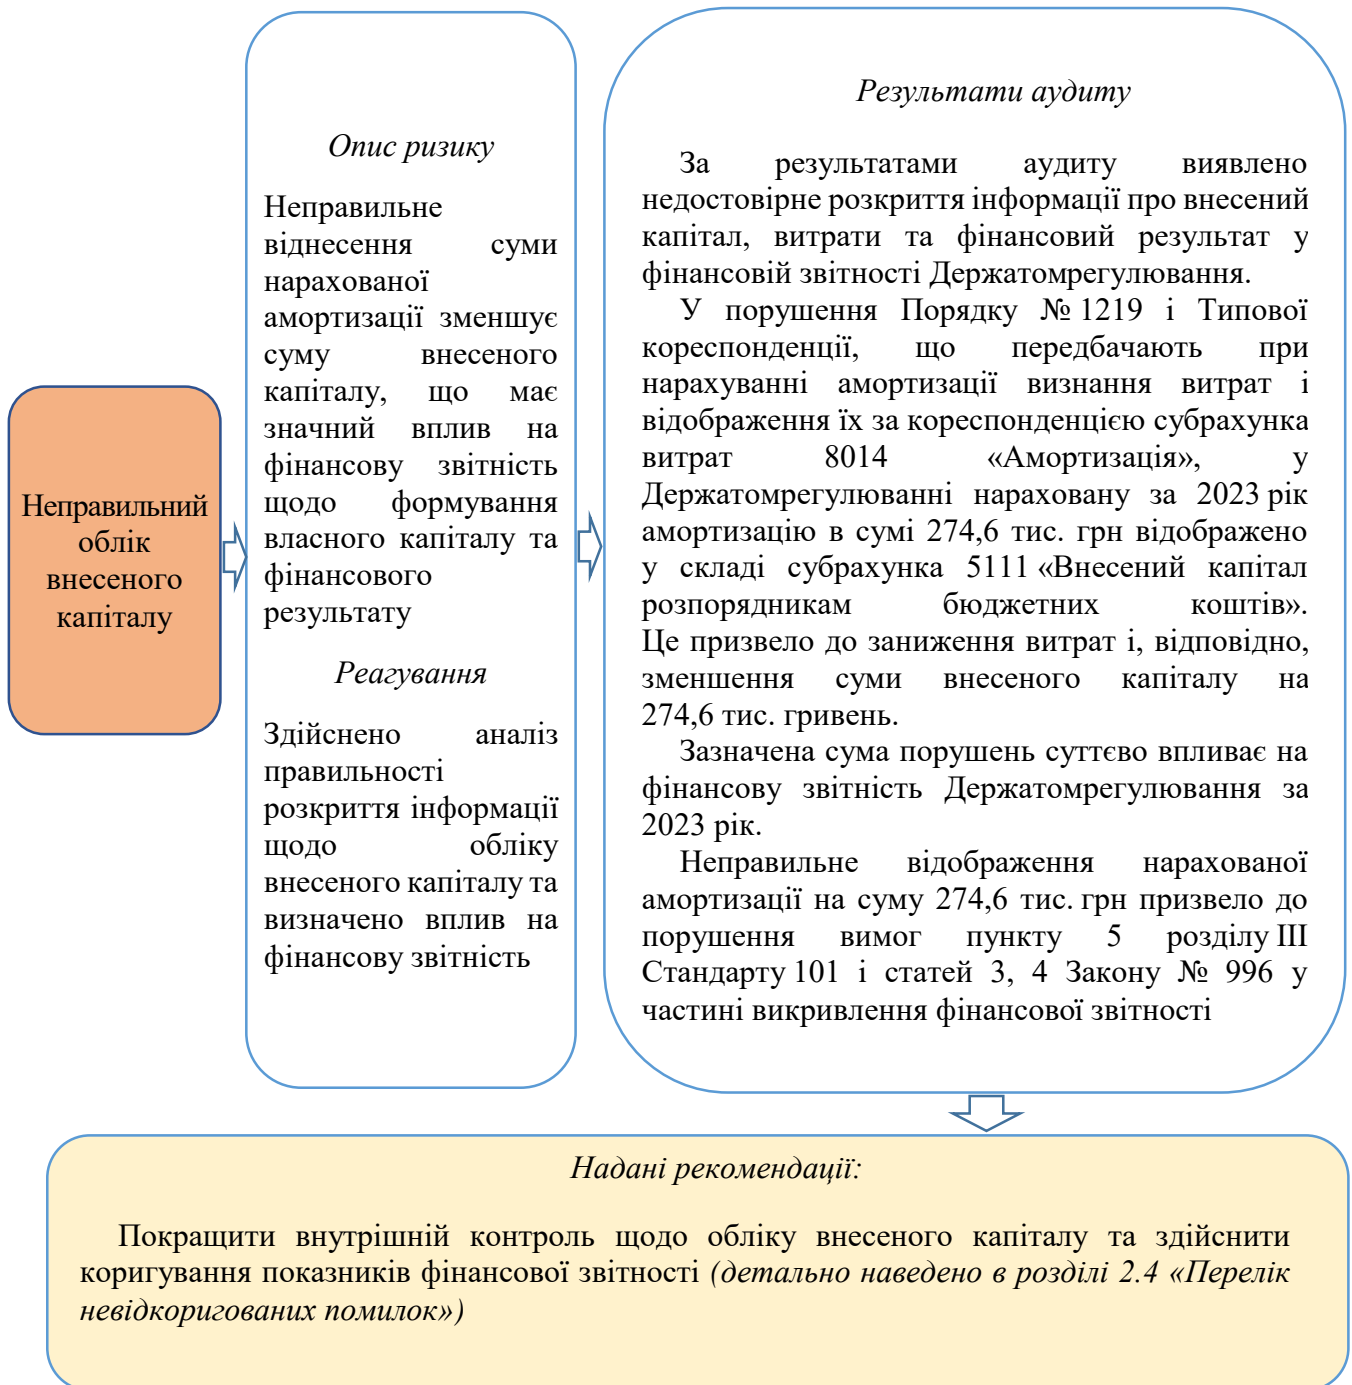 Неправильний
облік
внесеного
капіталу
Опис ризику
Неправильне
віднесення суми
нарахованої
амортизації зменшує
суму внесеного
капіталу, що має
значний вплив на
фінансову звітність
щодо формування
власного капіталу та
фінансового
результату
Реагування
Здійснено аналіз
правильності
розкриття інформації
щодо обліку
внесеного капіталу та
визначено вплив на
фінансову звітність
Результати аудиту
За результатами аудиту виявлено
недостовірне розкриття інформації про внесений
капітал, витрати та фінансовий результат у
фінансовій звітності Держатомрегулювання.
У порушення Порядку № 1219 і Типової
кореспонденції, що передбачають при
нарахуванні амортизації визнання витрат і
відображення їх за кореспонденцією субрахунка
витрат 8014 «Амортизація», у
Держатомрегулюванні нараховану за 2023 рік
амортизацію в сумі 274,6 тис. грн відображено
у складі субрахунка 5111 «Внесений капітал
розпорядникам бюджетних коштів».
Це призвело до заниження витрат і, відповідно,
зменшення суми внесеного капіталу на
274,6 тис. гривень.
Зазначена сума порушень суттєво впливає на
фінансову звітність Держатомрегулювання за
2023 рік.
Неправильне відображення нарахованої
амортизації на суму 274,6 тис. грн призвело до
порушення вимог пункту 5 розділу ІІІ
Стандарту 101 і статей 3, 4 Закону № 996 у
частині викривлення фінансової звітності
Надані рекомендації:
Покращити внутрішній контроль щодо обліку внесеного капіталу та здійснити
коригування показників фінансової звітності (детально наведено в розділі 2.4 «Перелік
невідкоригованих помилок»)